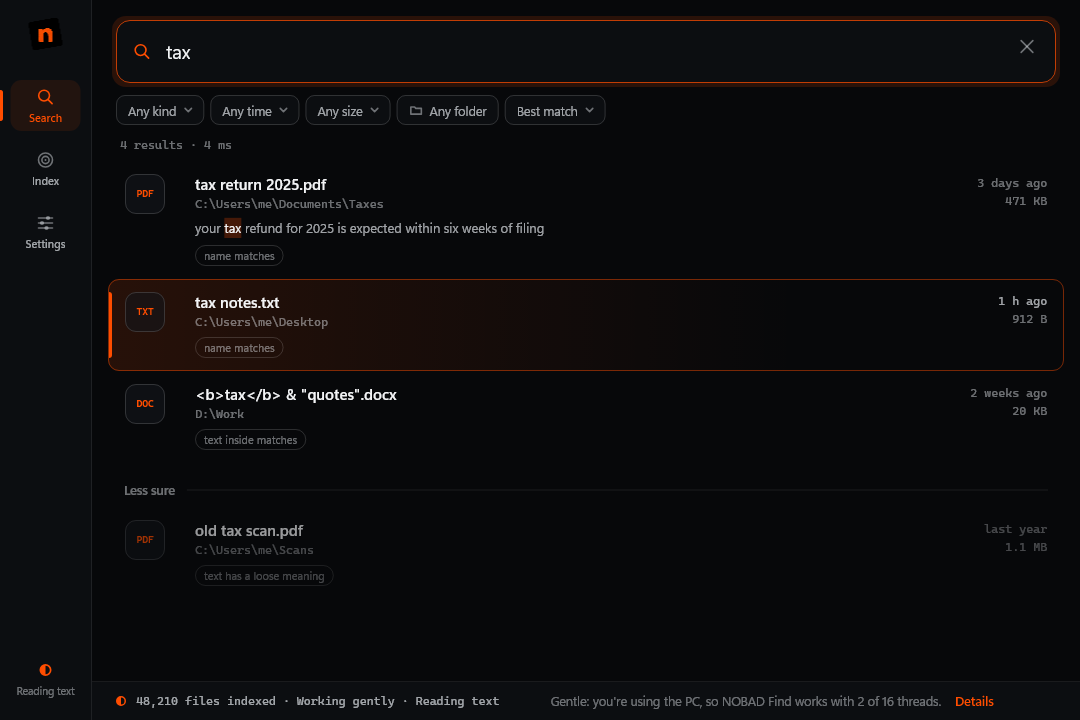 n
tax
Search
Any kind
Any time
Any size
Any folder
Best match
4 results · 4 ms
Index
Settings
PDF
tax return 2025.pdf
3 days ago
C:\Users\me\Documents\Taxes
471 KB
your tax refund for 2025 is expected within six weeks of filing
name matches
TXT
tax notes.txt
1 h ago
C:\Users\me\Desktop
912 B
name matches
DOC
<b>tax</b> & "quotes".docx
2 weeks ago
D:\Work
20 KB
text inside matches
Less sure
PDF
old tax scan.pdf
last year
C:\Users\me\Scans
1.1 MB
text has a loose meaning
Reading text
48,210 files indexed · Working gently · Reading text
Gentle: you're using the PC, so NOBAD Find works with 2 of 16 threads.
Details